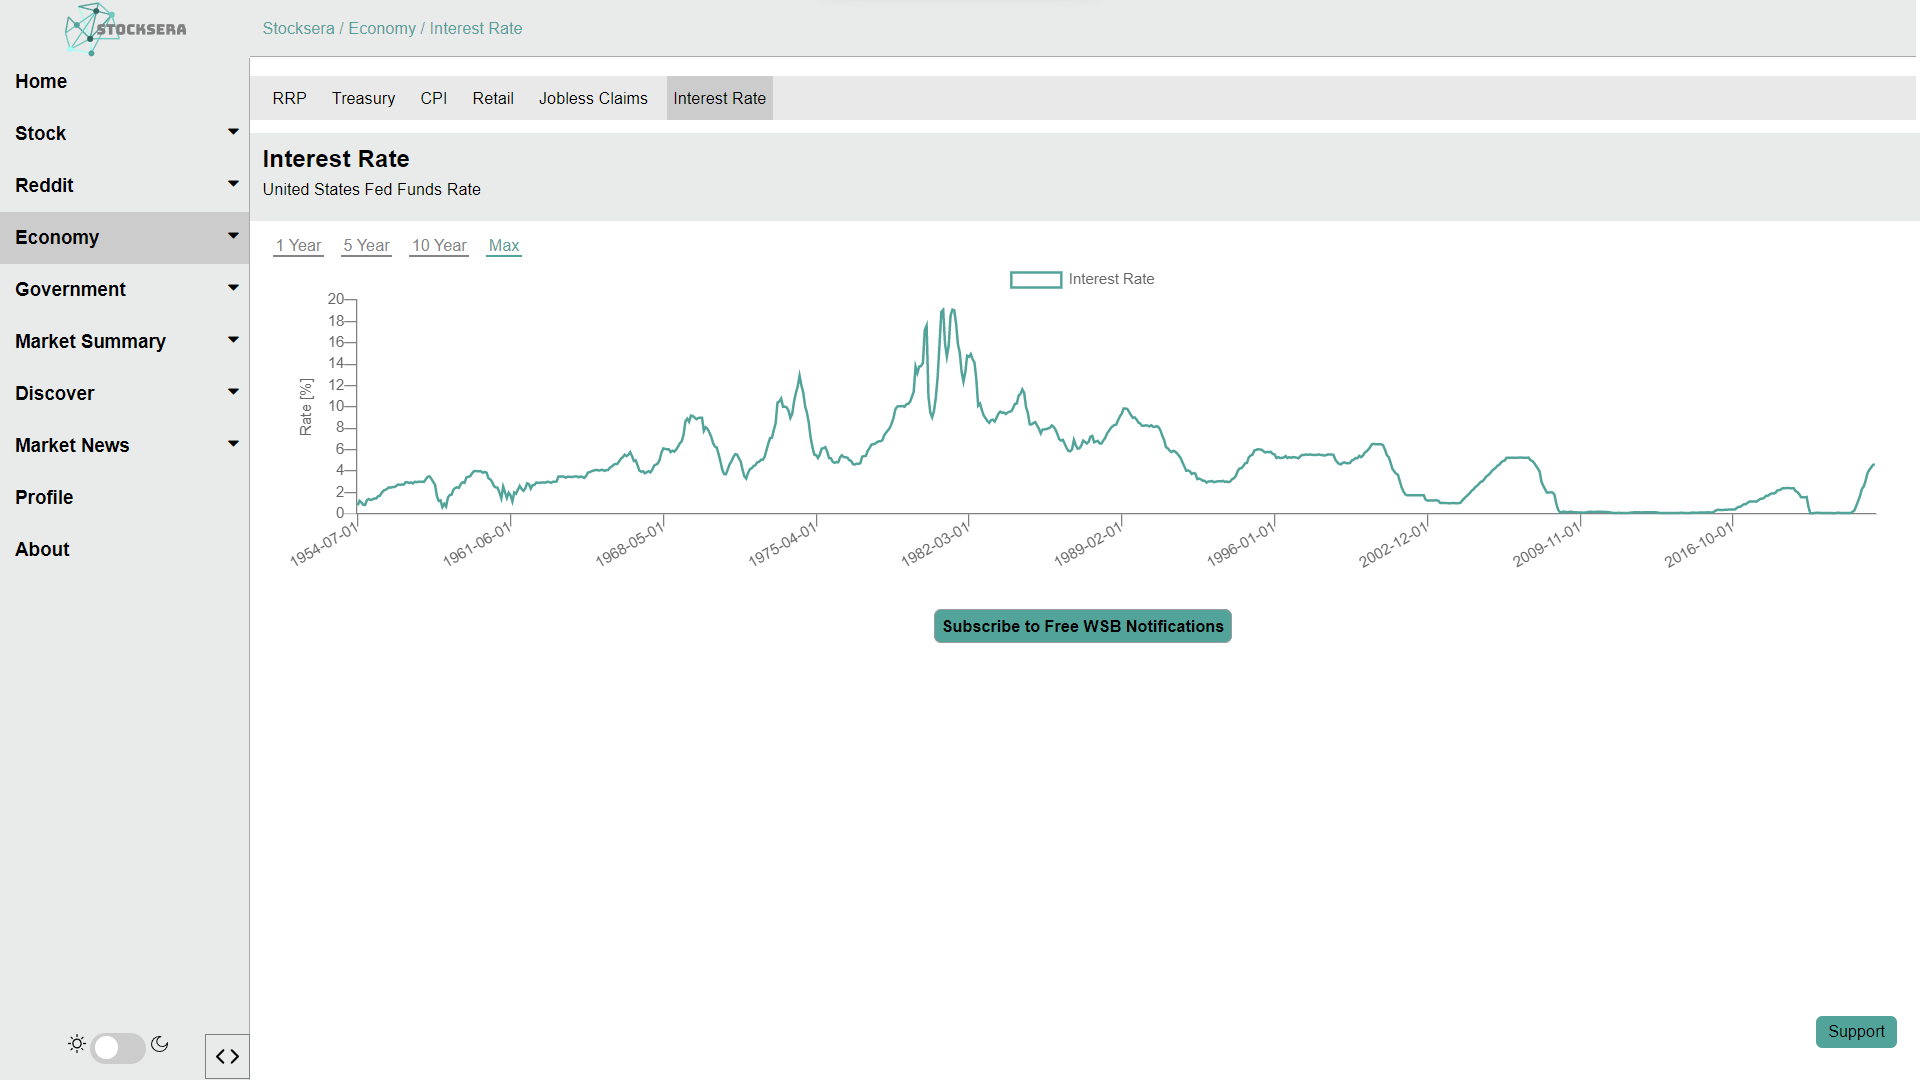 STOCKSERA
Stocksera / Economy / Interest Rate
Home
Stock
Reddit
Economy
Government
Market Summary
Discover
Market News
Profile
About
RRP Treasury CPI Retail Jobless Claims Interest Rate
Interest Rate
United States Fed Funds Rate
1 Year 5 Year 10 Year Max
Interest Rate
Rate [%]
20
18
16
14
12
10
8
6
4
2
0
1954-07-01 1961-06-01 1968-05-01 1975-04-01 1982-03-01 1989-02-01 1996-01-01 2002-12-01 2009-11-01 2016-10-01
Subscribe to Free WSB Notifications
Support